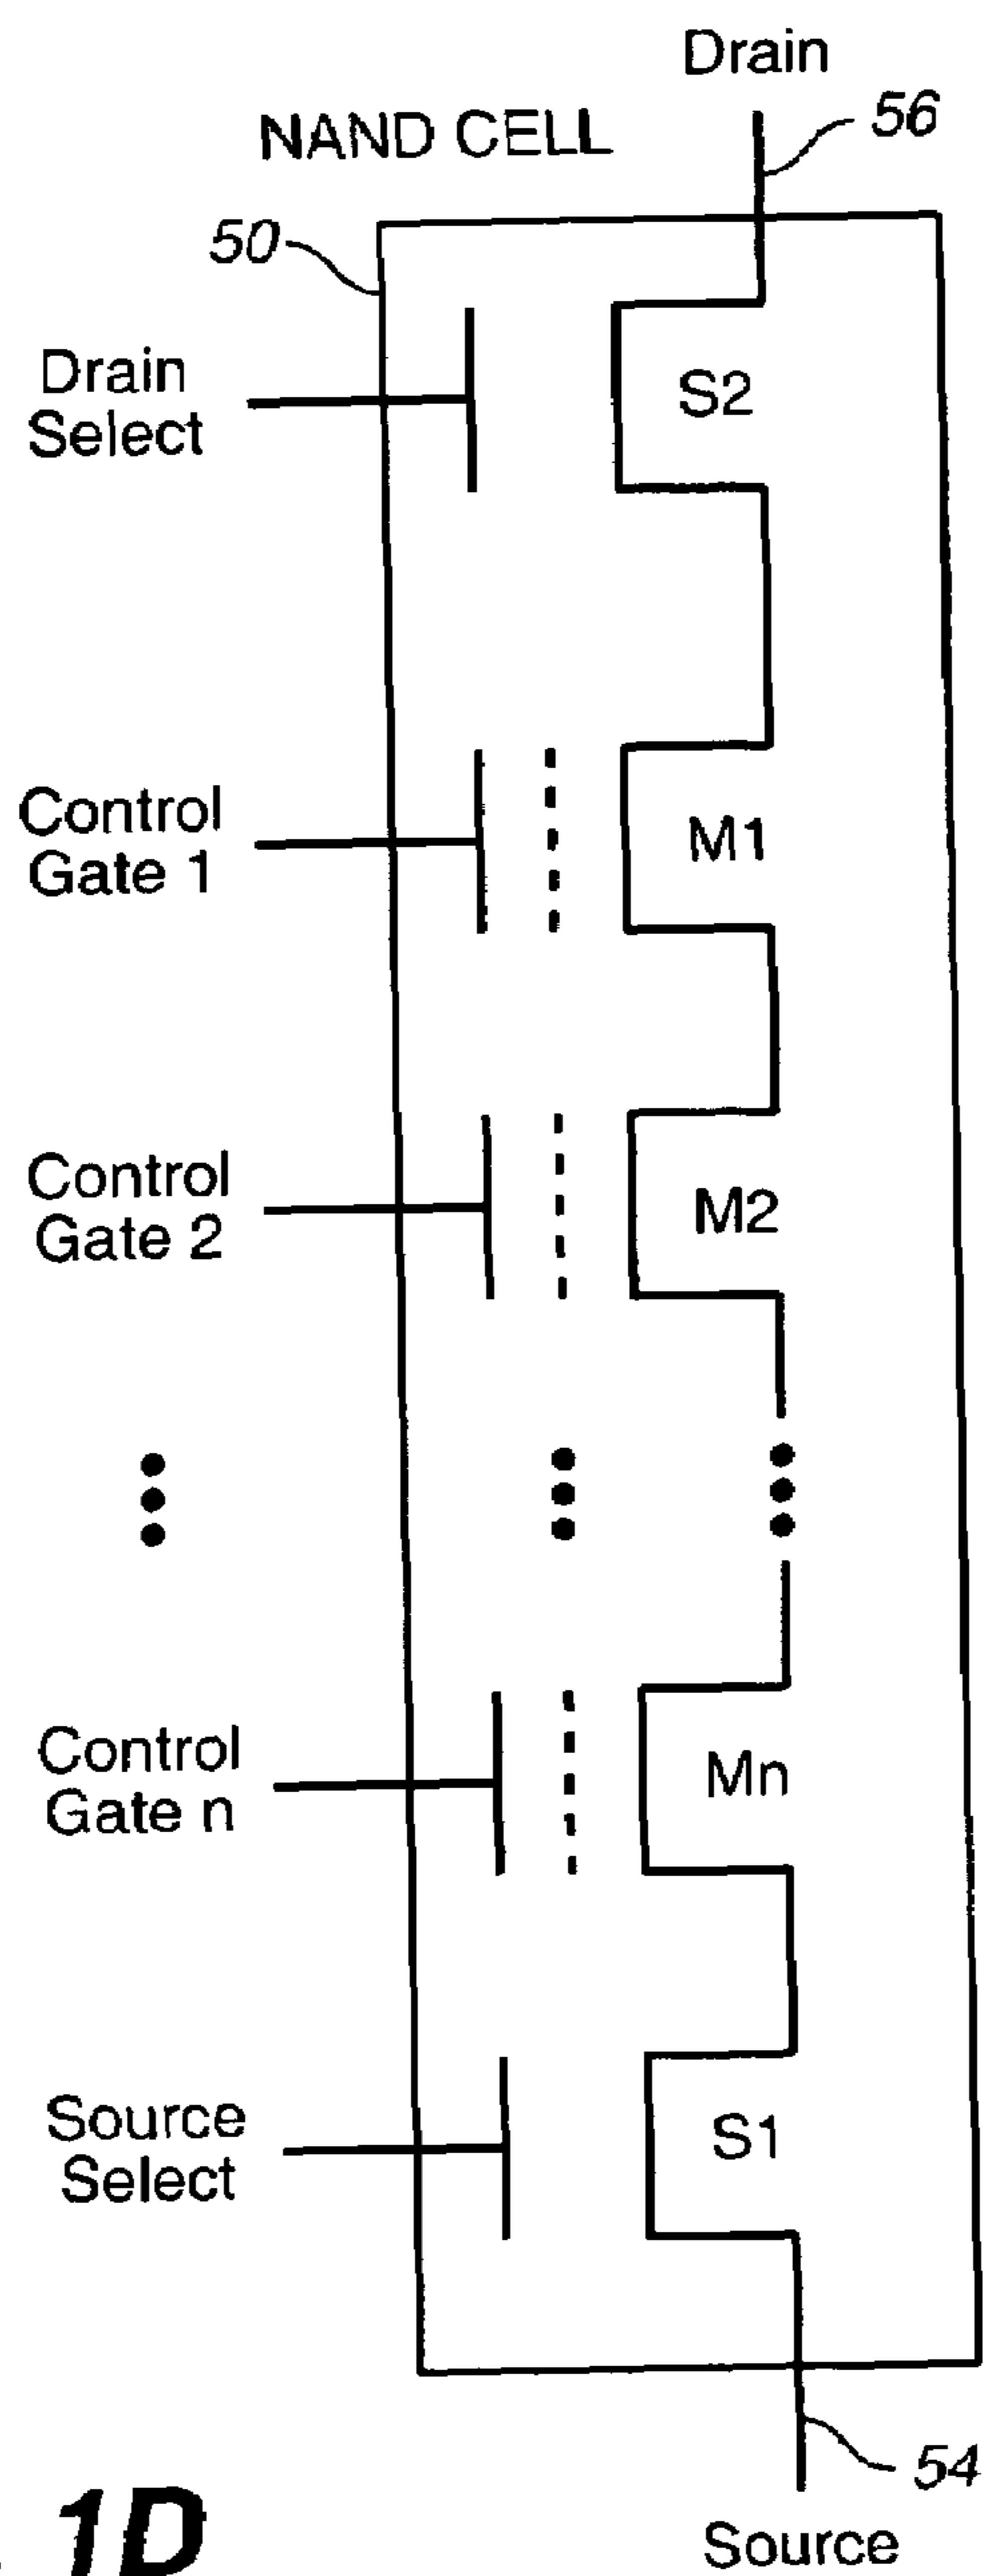 Drain
56
NAND CELL
50
Drain
Select
S2
Control
Gate 1
M1
Control
Gate 2
M2
Control
Gate n
Mn
Source
Select
S1
54
1D
Source